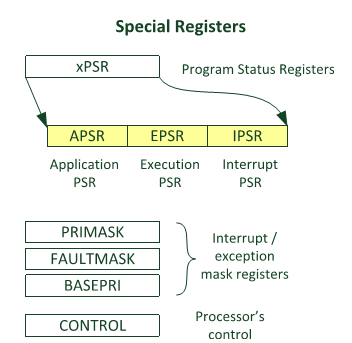 Special Registers
xPSR
Program Status Registers
APSR EPSR IPSR
Application Execution Interrupt
PSR PSR PSR
PRIMASK
FAULTMASK
BASEPRI
Interrupt /
exception
mask registers
CONTROL
Processor's
control